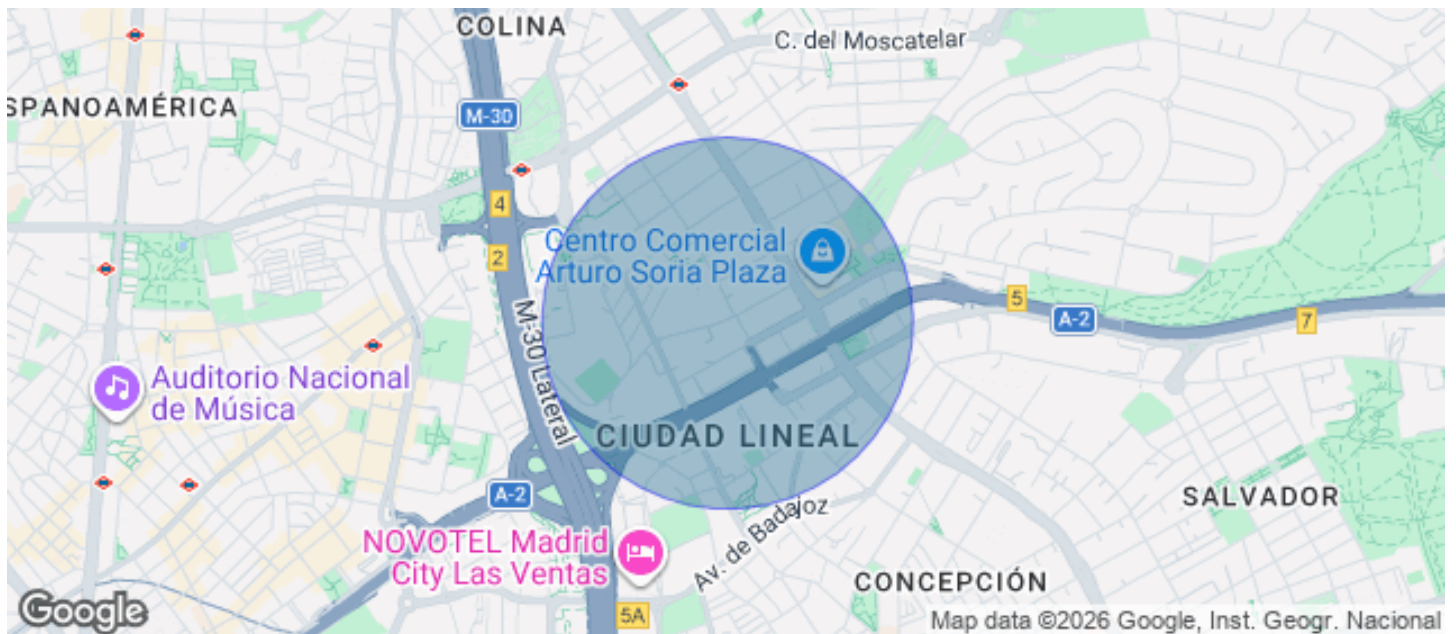 COLINA
C. del Moscatelar
SPANOAMÉRICA
M-30
4
2
Centro Comercial
Arturo Soria Plaza
5
A-2
7
M-30 Lateral
Auditorio Nacional
de Música
CIUDAD LINEAL
A-2
SALVADOR
Av. de Badajoz
NOVOTEL Madrid
City Las Ventas
CONCEPCIÓN
5A
Google
Map data ©2026 Google, Inst. Geogr. Nacional